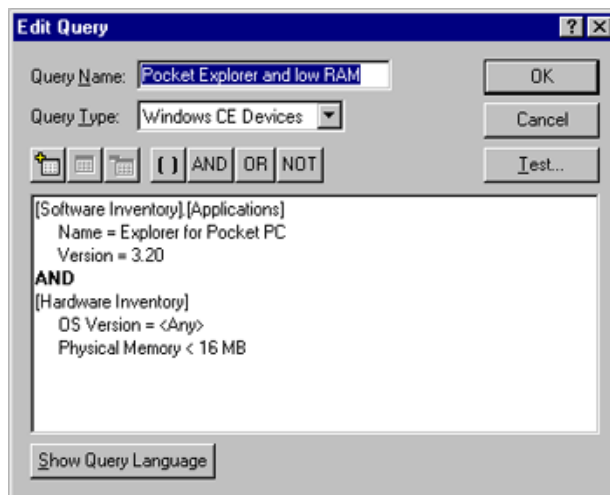 Edit Query
Query Name: Pocket Explorer and low RAM
OK
Query Type: Windows CE Devices
Cancel
( ) AND OR NOT
Test...
[Software Inventory].[Applications]
Name = Explorer for Pocket PC
Version = 3.20
AND
[Hardware Inventory]
OS Version = <Any>
Physical Memory < 16 MB
Show Query Language